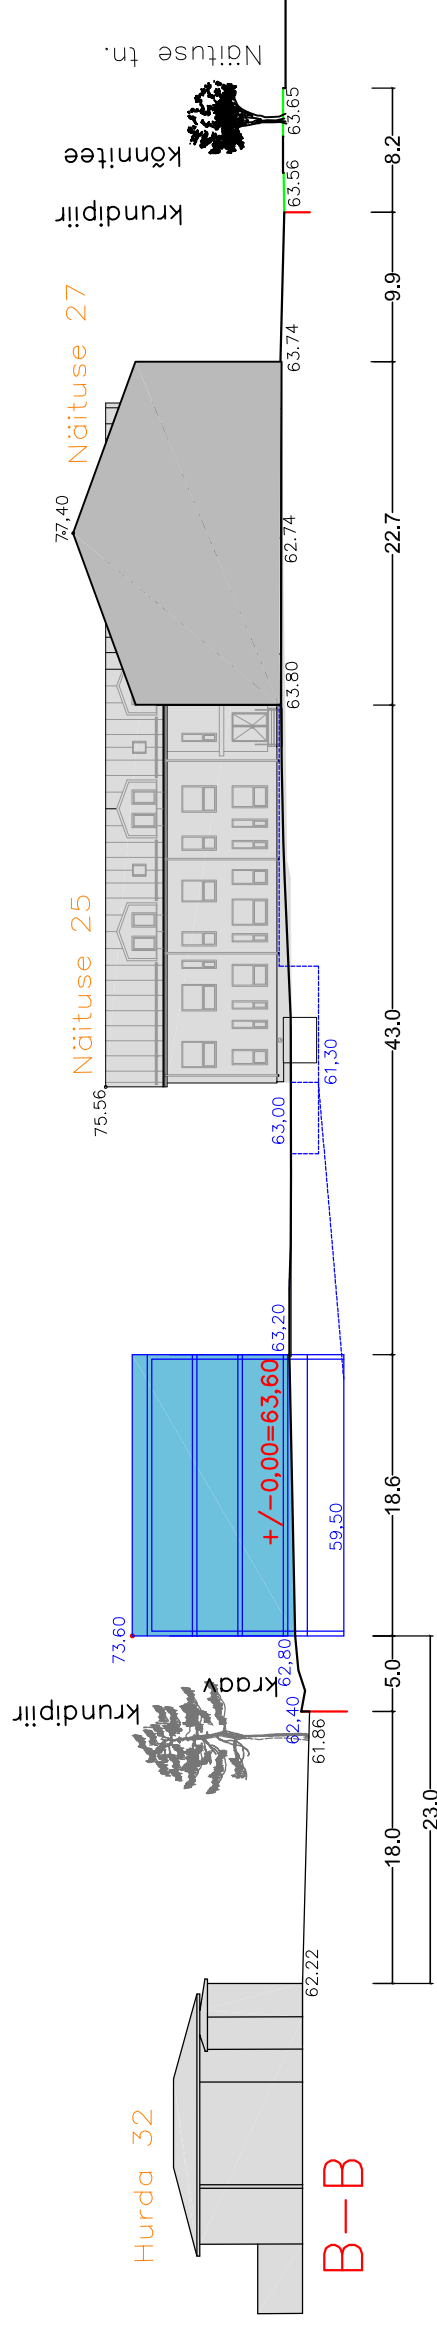 Hurda 32
B-B
62.22
krundipiir
61.86
62,40
kraav
62,80
73.60
+/-0,00=63,60
59,50
63,20
63,00
61,30
75.56
Näituse 25
63.80
62.74
77,40
Näituse 27
63.74
krundipiir
kõnnitee
63.56
63.65
Näituse tn.
18.0
5.0
18.6
43.0
22.7
9.9
8.2
23.0